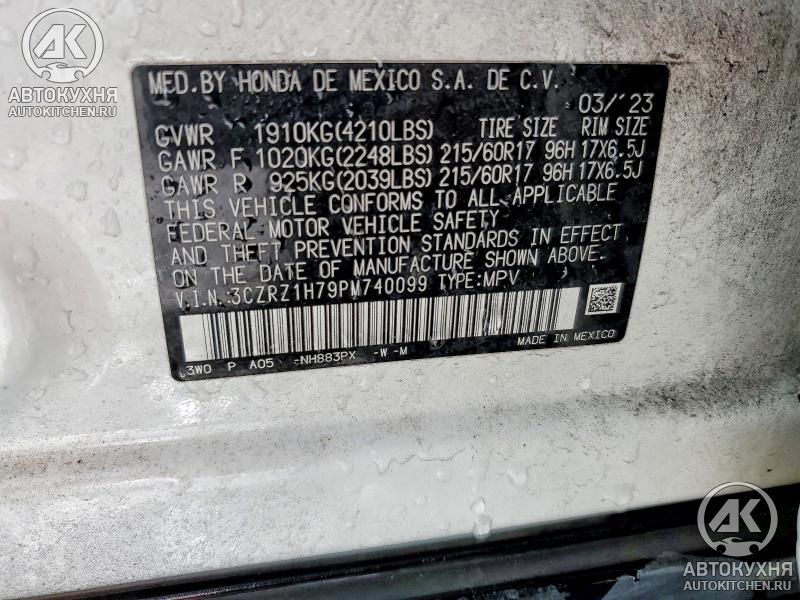 AK
АВТОКУХНЯ
AUTOKITCHEN.RU
MFD.BY HONDA DE MEXICO S.A. DE C.V.
03/'23
GVWR 1910KG(4210LBS) TIRE SIZE RIM SIZE
GAWR F 1020KG(2248LBS) 215/60R17 96H 17X6.5J
GAWR R 925KG(2039LBS) 215/60R17 96H 17X6.5J
THIS VEHICLE CONFORMS TO ALL APPLICABLE
FEDERAL MOTOR VEHICLE SAFETY
AND THEFT PREVENTION STANDARDS IN EFFECT
ON THE DATE OF MANUFACTURE SHOWN ABOVE.
V.I.N. 3CZRZ1H79PM740099 TYPE:MPV
MADE IN MEXICO
3W0 P A05 -NH883PX -W -M
AK
АВТОКУХНЯ
AUTOKITCHEN.RU